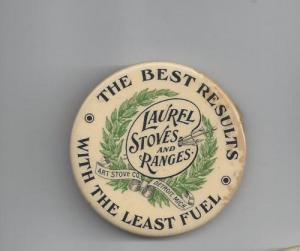 THE BEST RESULTS
LAUREL
STOVES
AND
RANGES
ART STOVE CO.
DETROIT, MICH.
WITH THE LEAST FUEL